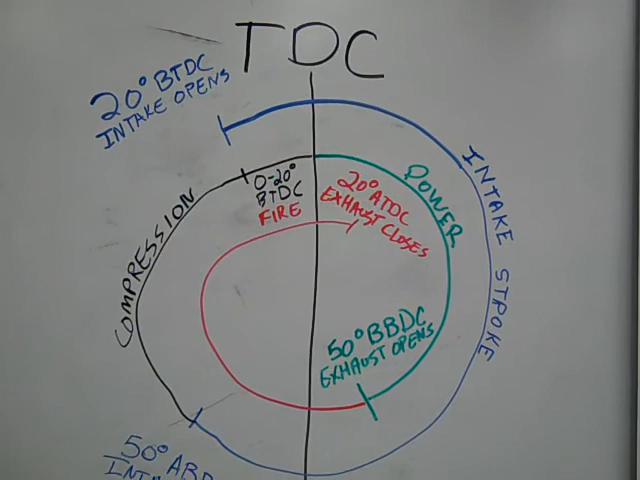 TDC
20° BTDC
INTAKE OPENS
INTAKE STROKE
POWER
0-20°
BTDC
FIRE
20° ATDC
EXHAUST CLOSES
COMPRESSION
50° BBDC
EXHAUST OPENS
50°